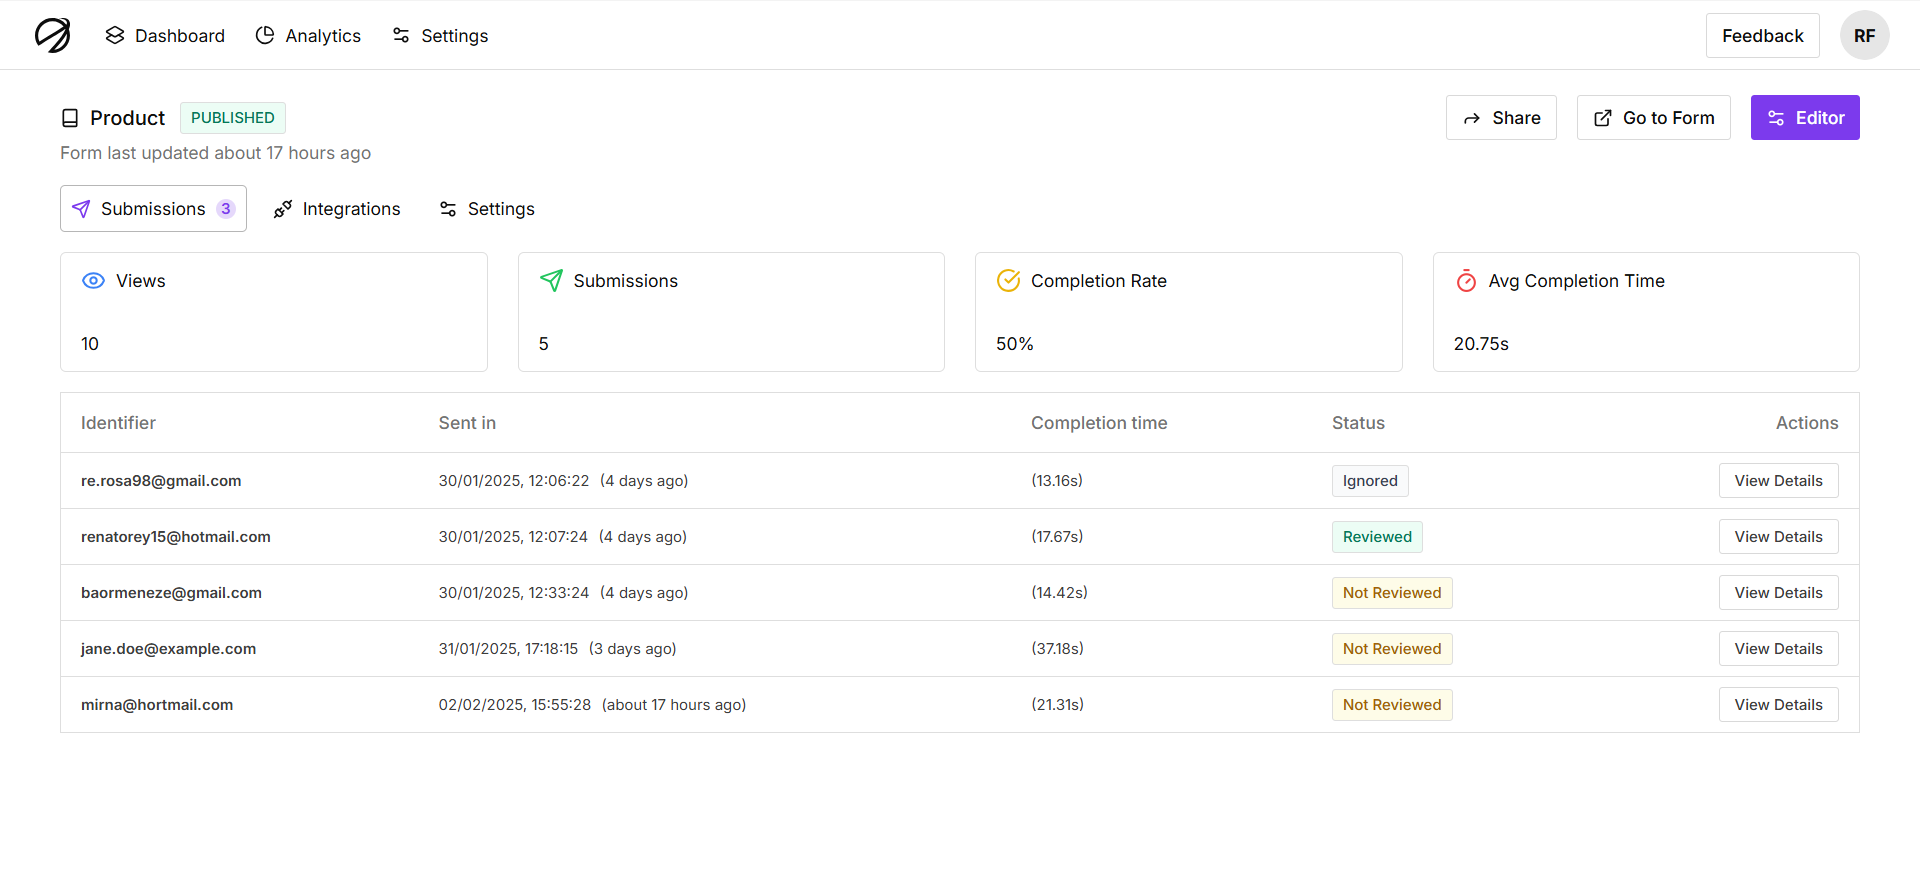 Dashboard Analytics Settings Feedback RF
Product PUBLISHED Share Go to Form Editor
Form last updated about 17 hours ago
Submissions 3 Integrations Settings
Views Submissions Completion Rate Avg Completion Time
10 5 50% 20.75s
Identifier Sent in Completion time Status Actions
re.rosa98@gmail.com 30/01/2025, 12:06:22 (4 days ago) (13.16s) Ignored View Details
renatorey15@hotmail.com 30/01/2025, 12:07:24 (4 days ago) (17.67s) Reviewed View Details
baormeneze@gmail.com 30/01/2025, 12:33:24 (4 days ago) (14.42s) Not Reviewed View Details
jane.doe@example.com 31/01/2025, 17:18:15 (3 days ago) (37.18s) Not Reviewed View Details
mirna@hortmail.com 02/02/2025, 15:55:28 (about 17 hours ago) (21.31s) Not Reviewed View Details